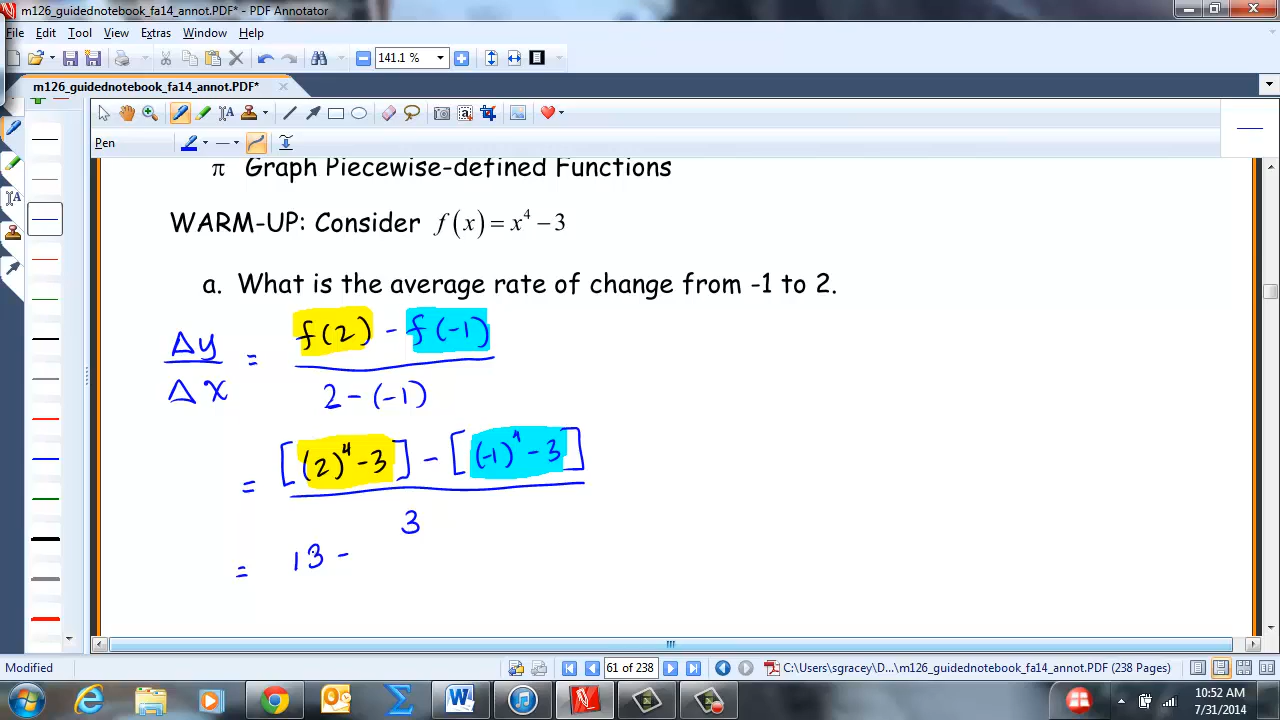 m126_guidednotebook_fa14_annot.PDF* - PDF Annotator
File Edit Tool View Extras Window Help
141.1 %
m126_guidednotebook_fa14_annot.PDF*
Pen
π Graph Piecewise-defined Functions
WARM-UP: Consider f(x) = x⁴ − 3
a. What is the average rate of change from -1 to 2.
Δy/Δx = (f(2) - f(-1))/(2 - (-1))
= ([(2)⁴ - 3] - [(-1)⁴ - 3])/3
= 13 -
61 of 238
C:\Users\sgracey\D...\m126_guidednotebook_fa14_annot.PDF (238 Pages)
Modified
10:52 AM
7/31/2014